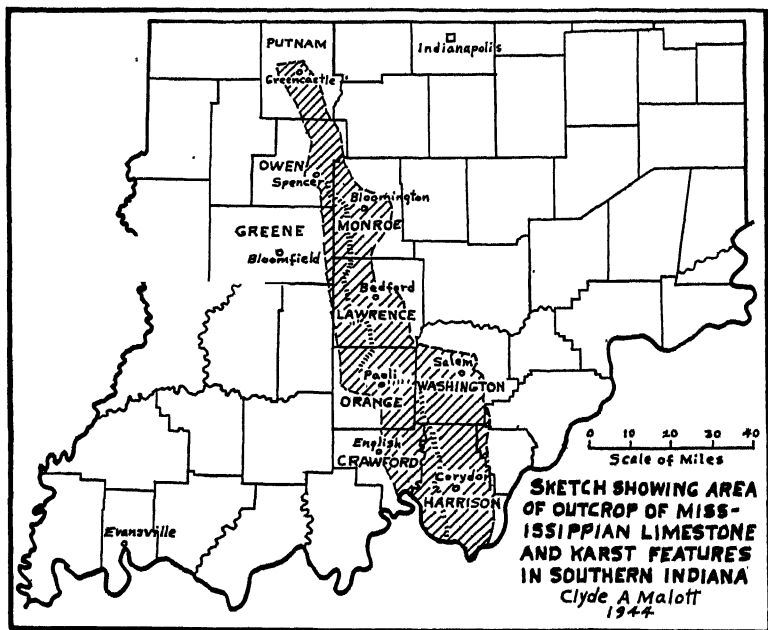 PUTNAM
Indianapolis
Greencastle
OWEN
Spencer
Bloomington
GREENE
MONROE
Bloomfield
Bedford
LAWRENCE
Salem
Paoli
WASHINGTON
ORANGE
English
CRAWFORD
Corydon
HARRISON
Evansville
0 10 20 30 40
Scale of Miles
SKETCH SHOWING AREA
OF OUTCROP OF MISS-
ISSIPPIAN LIMESTONE
AND KARST FEATURES
IN SOUTHERN INDIANA
Clyde A Malott
1944